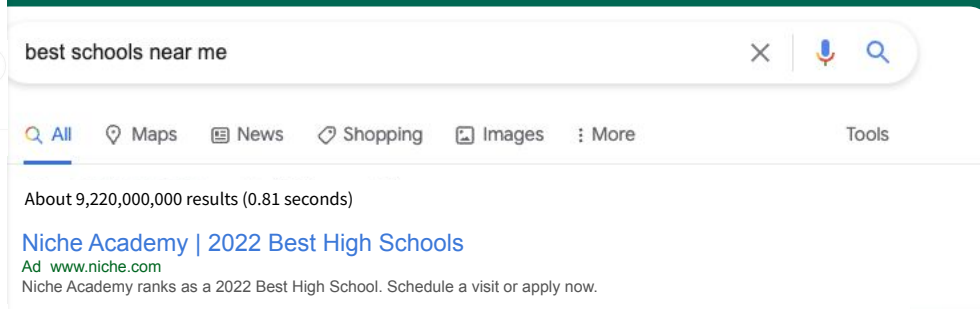 best schools near me
All Maps News Shopping Images More Tools
About 9,220,000,000 results (0.81 seconds)
Niche Academy | 2022 Best High Schools
Ad www.niche.com
Niche Academy ranks as a 2022 Best High School. Schedule a visit or apply now.